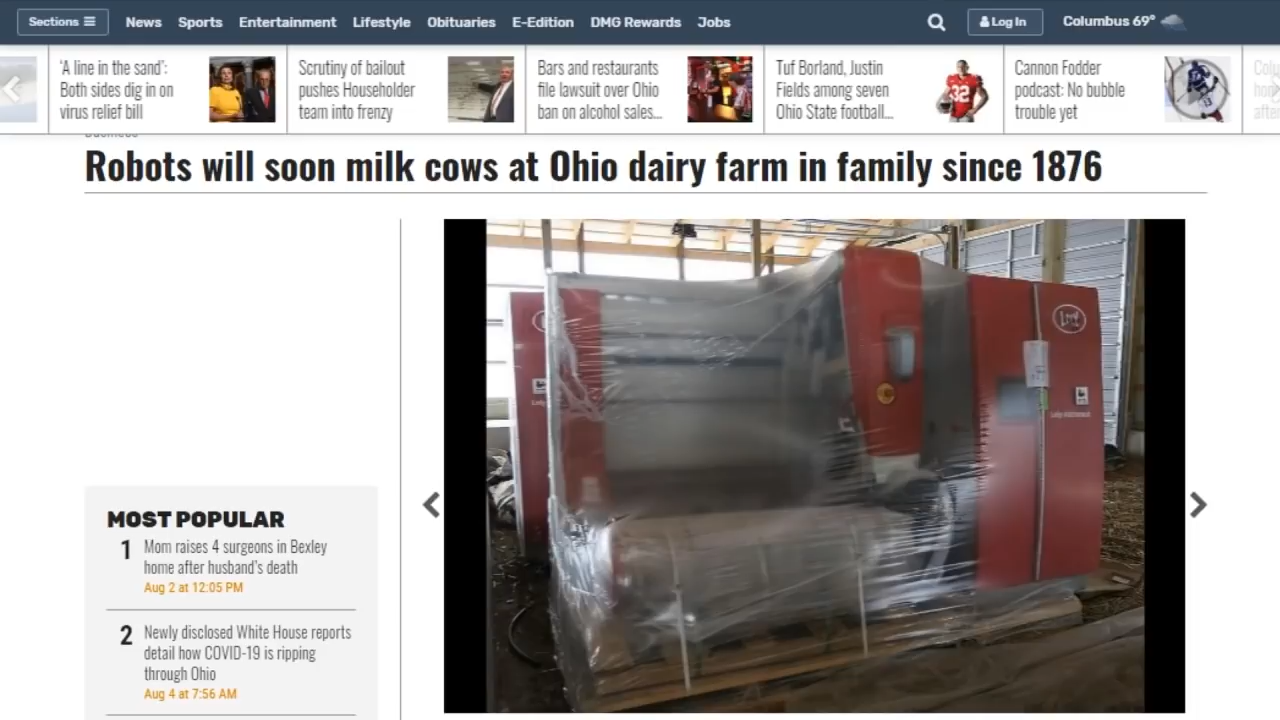 Sections
News
Sports
Entertainment
Lifestyle
Obituaries
E-Edition
DMG Rewards
Jobs
Log In
Columbus 69°
'A line in the sand':
Both sides dig in on
virus relief bill
Scrutiny of bailout
pushes Householder
team into frenzy
Bars and restaurants
file lawsuit over Ohio
ban on alcohol sales...
Tuf Borland, Justin
Fields among seven
Ohio State football...
Cannon Fodder
podcast: No bubble
trouble yet
Robots will soon milk cows at Ohio dairy farm in family since 1876
MOST POPULAR
1 Mom raises 4 surgeons in Bexley
home after husband's death
Aug 2 at 12:05 PM
2 Newly disclosed White House reports
detail how COVID-19 is ripping
through Ohio
Aug 4 at 7:56 AM
Lely